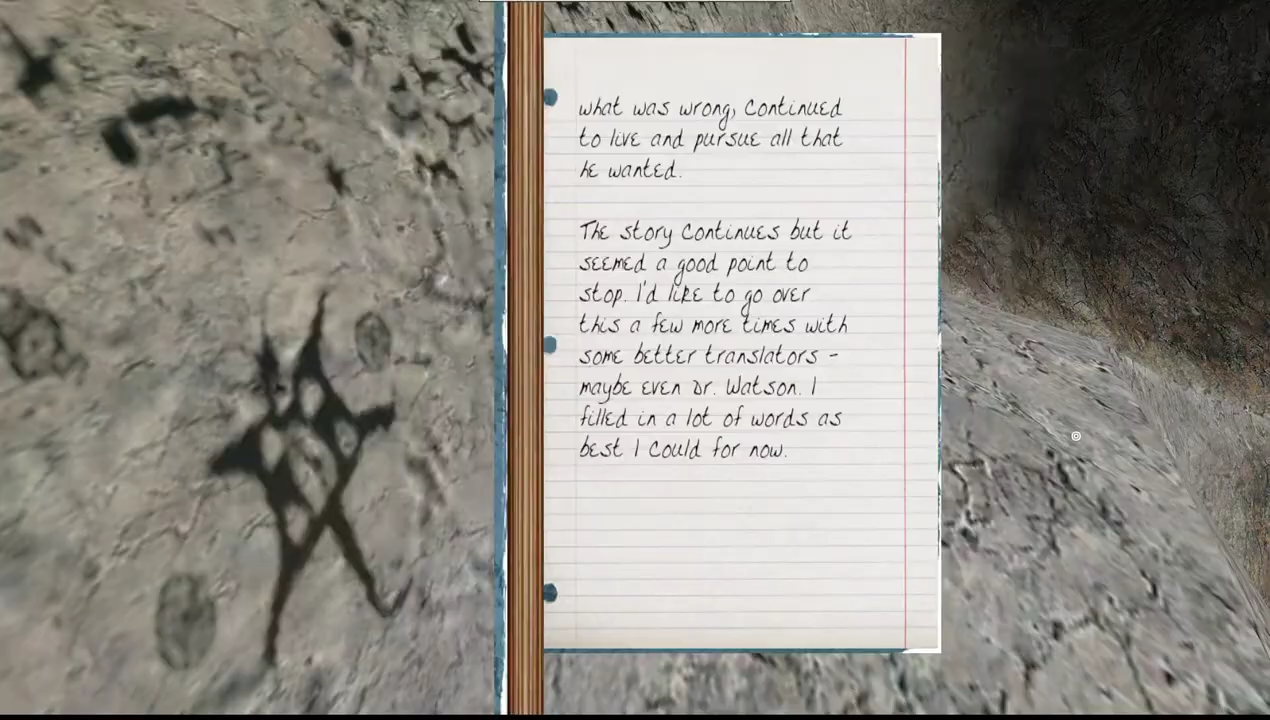 what was wrong, continued
to live and pursue all that
he wanted.
The story continues but it
seemed a good point to
stop. I'd like to go over
this a few more times with
some better translators -
maybe even Dr. Watson. I
filled in a lot of words as
best I could for now.